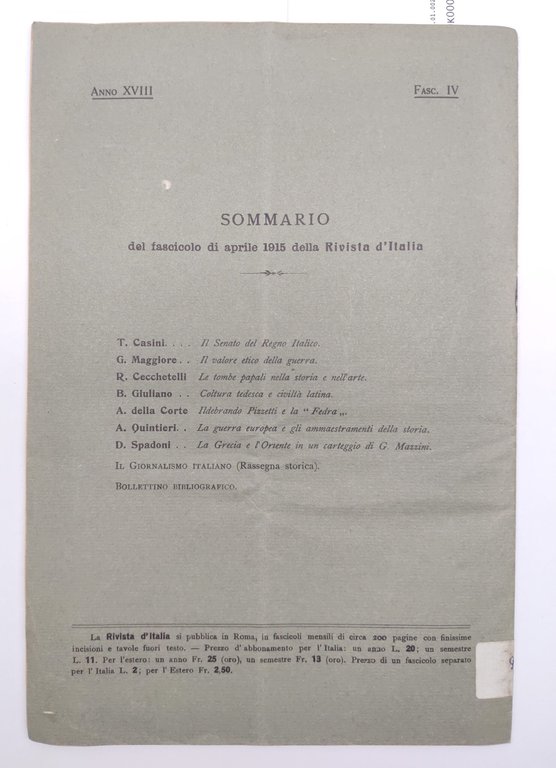 .01.002
K000
ANNO XVIII FASC. IV
SOMMARIO
del fascicolo di aprile 1915 della Rivista d'Italia
T. Casini. . . . Il Senato del Regno Italico.
G. Maggiore . . Il valore etico della guerra.
R. Cecchetelli Le tombe papali nella storia e nell'arte.
B. Giuliano . . Coltura tedesca e civiltà latina.
A. della Corte Ildebrando Pizzetti e la “ Fedra „.
A. Quintieri. . La guerra europea e gli ammaestramenti della storia.
D. Spadoni . . La Grecia e l'Oriente in un carteggio di G. Mazzini.
IL GIORNALISMO ITALIANO (Rassegna storica).
BOLLETTINO BIBLIOGRAFICO.
La Rivista d'Italia si pubblica in Roma, in fascicoli mensili di circa 200 pagine con finissime
incisioni e tavole fuori testo. — Prezzo d'abbonamento per l'Italia: un anno L. 20; un semestre
L. 11. Per l'estero: un anno Fr. 25 (oro), un semestre Fr. 13 (oro). Prezzo di un fascicolo separato
per l'Italia L. 2; per l'Estero Fr. 2,50.